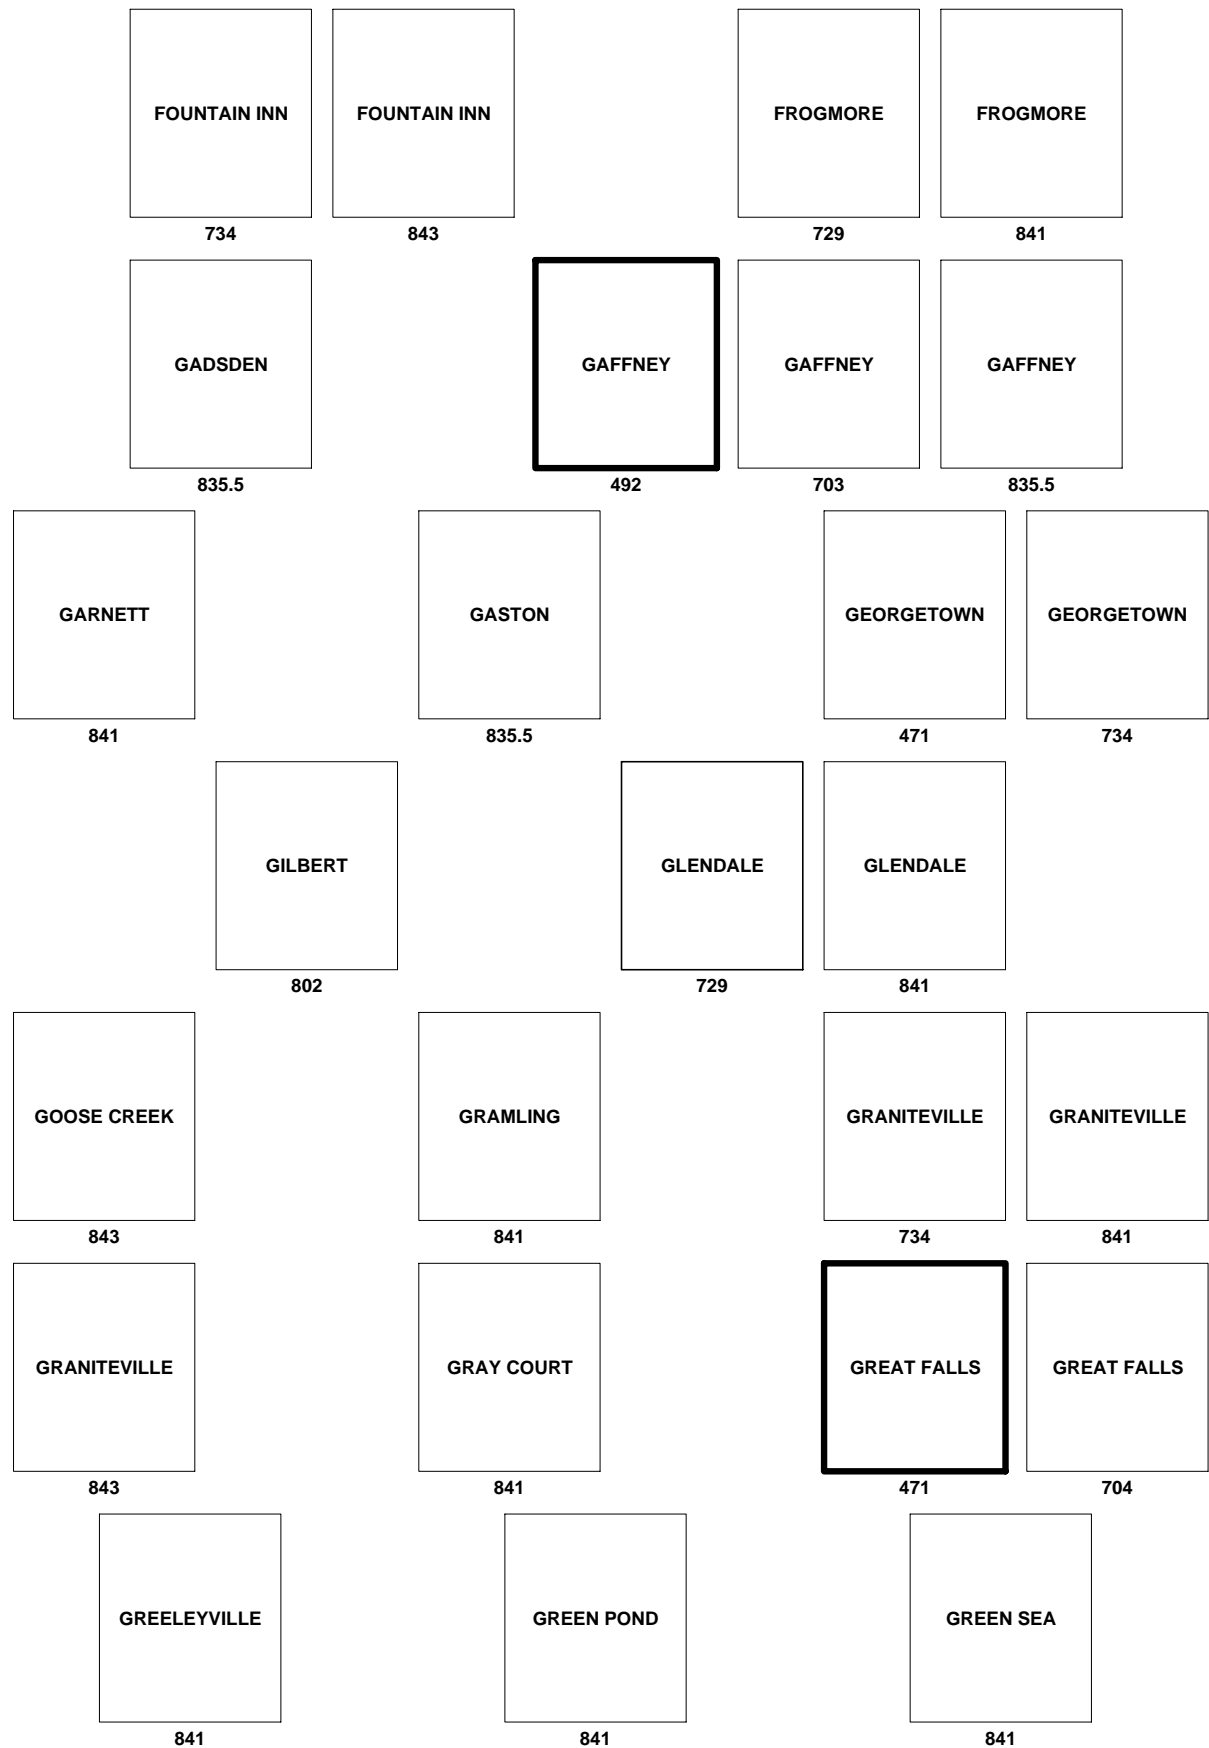 FOUNTAIN INN FOUNTAIN INN FROGMORE FROGMORE
734 843 729 841
GADSDEN GAFFNEY GAFFNEY GAFFNEY
835.5 492 703 835.5
GARNETT GASTON GEORGETOWN GEORGETOWN
841 835.5 471 734
GILBERT GLENDALE GLENDALE
802 729 841
GOOSE CREEK GRAMLING GRANITEVILLE GRANITEVILLE
843 841 734 841
GRANITEVILLE GRAY COURT GREAT FALLS GREAT FALLS
843 841 471 704
GREELEYVILLE GREEN POND GREEN SEA
841 841 841